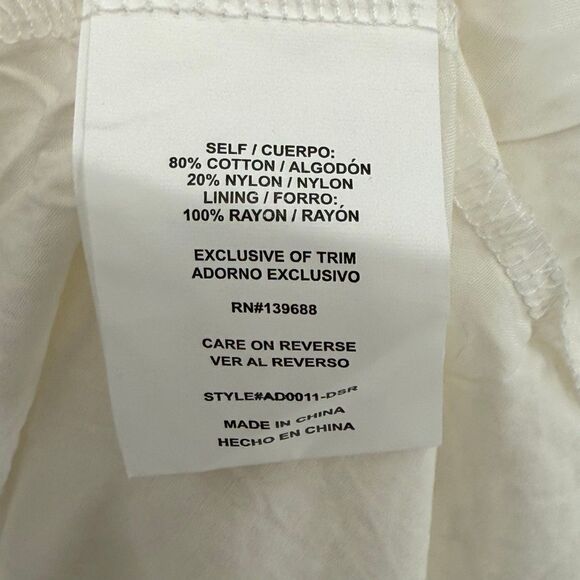 SELF / CUERPO:
80% COTTON / ALGODÓN
20% NYLON / NYLON
LINING / FORRO:
100% RAYON / RAYÓN
EXCLUSIVE OF TRIM
ADORNO EXCLUSIVO
RN#139688
CARE ON REVERSE
VER AL REVERSO
STYLE#AD0011-DSR
MADE IN CHINA
HECHO EN CHINA